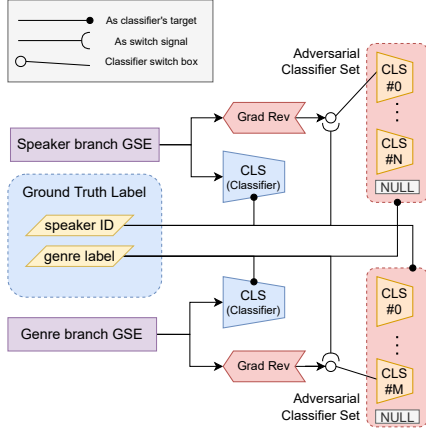 As classifier's target
As switch signal
Classifier switch box
Adversarial
Classifier Set
CLS
#0
CLS
#N
NULL
Grad Rev
Speaker branch GSE
CLS
(Classifier)
Ground Truth Label
speaker ID
genre label
CLS
(Classifier)
Genre branch GSE
Grad Rev
CLS
#0
CLS
#M
NULL
Adversarial
Classifier Set